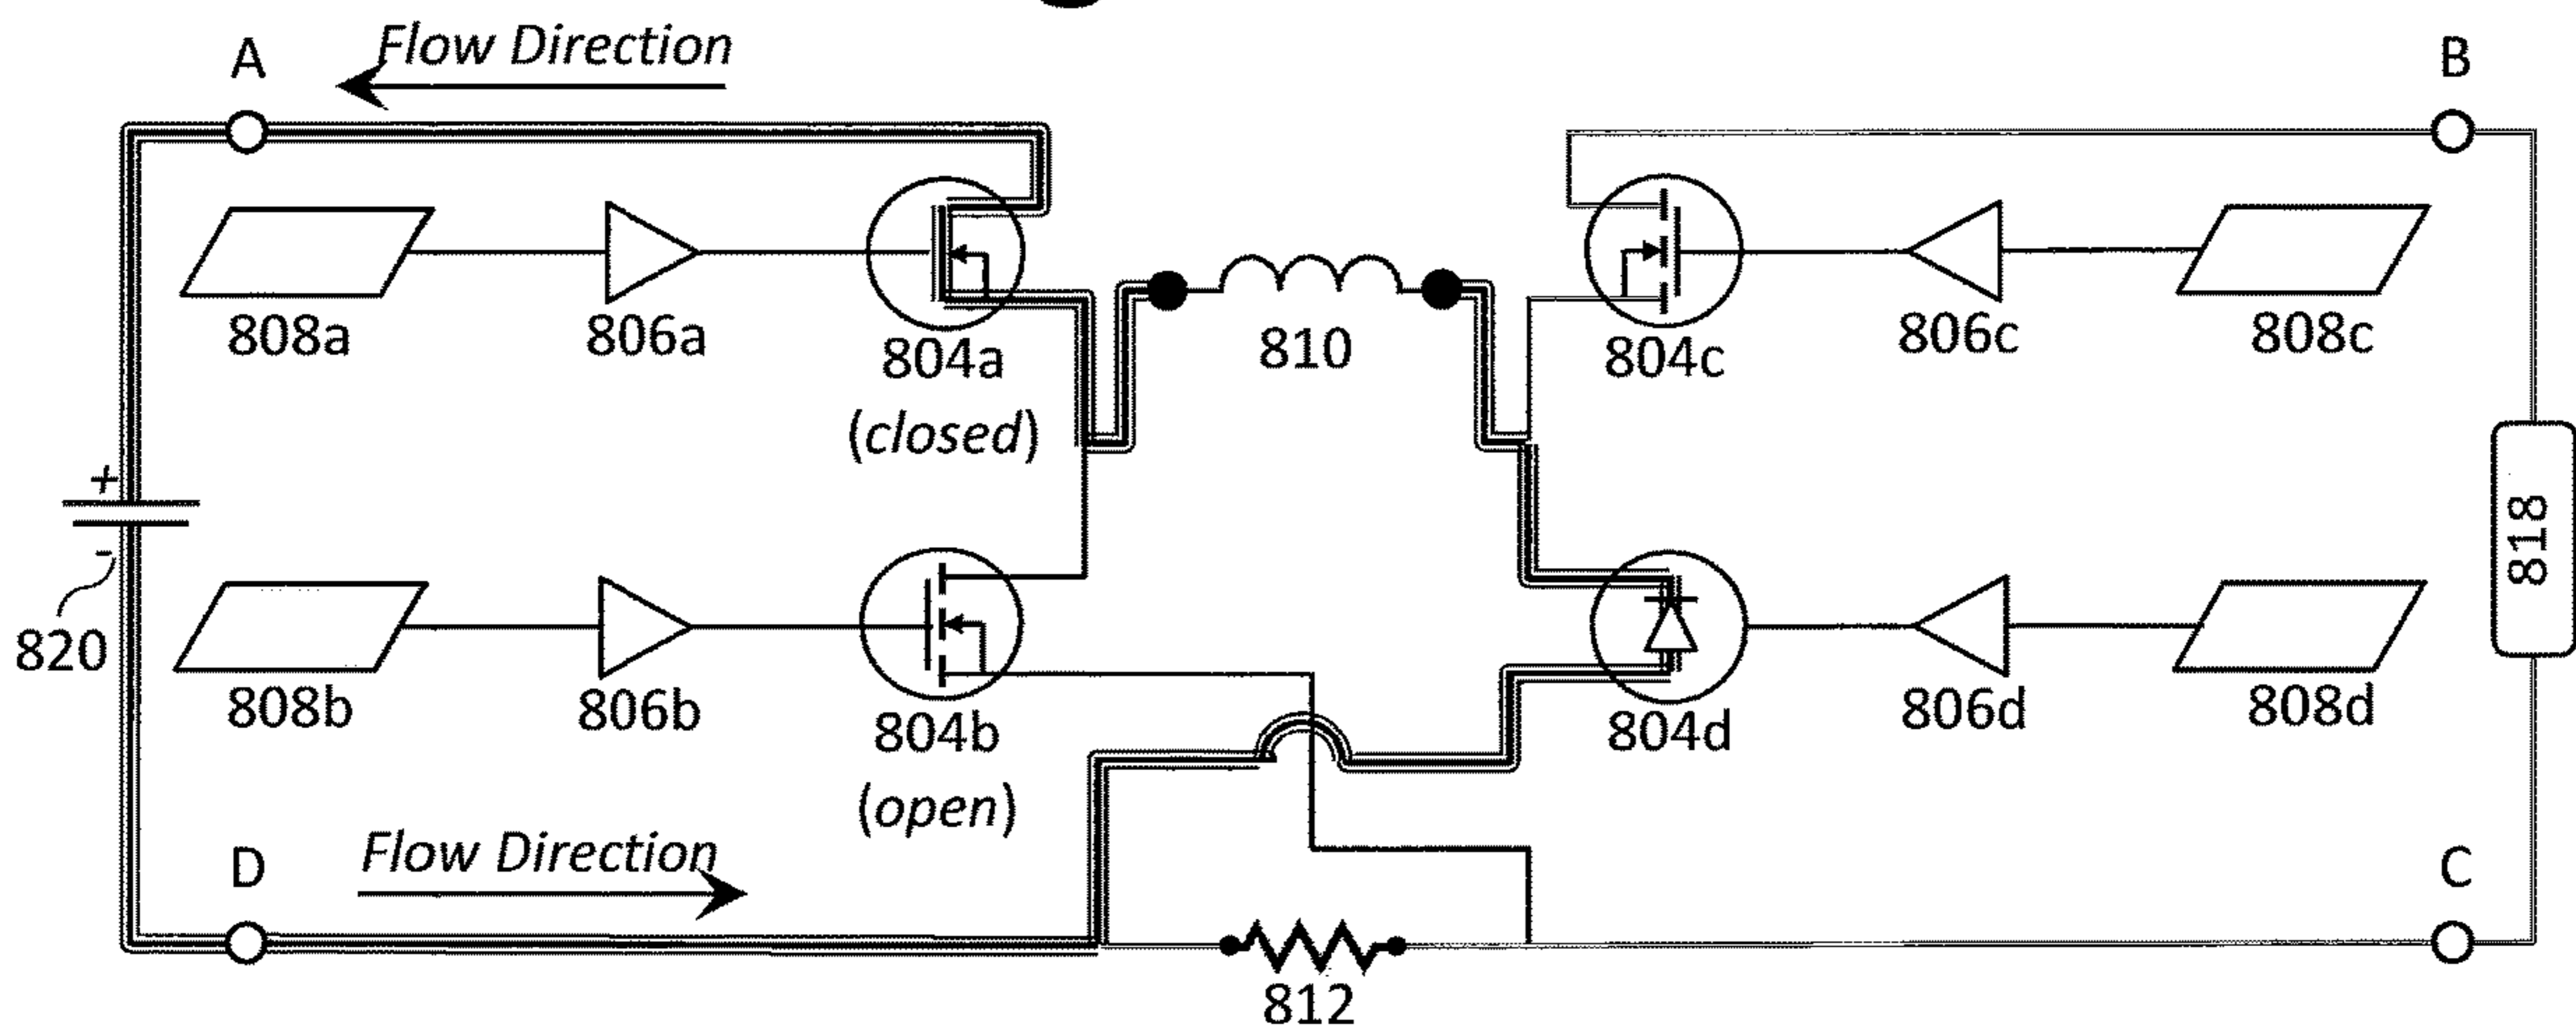 A Flow Direction B
808a 806a 804a 810 804c 806c 808c
(closed)
+
-
820
818
808b 806b 804b 804d 806d 808d
(open)
D Flow Direction C
812